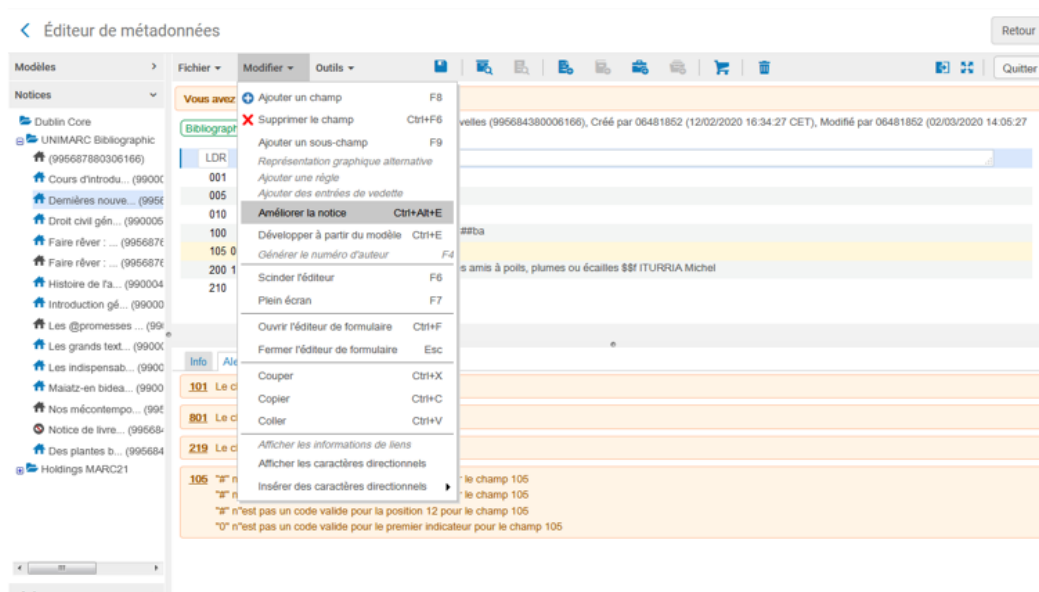 Éditeur de métadonnées
Retour
Modèles
Notices
Dublin Core
UNIMARC Bibliographic
(995687880306166)
Cours d'introdu... (99000
Dernières nouve... (9956
Droit civil gén... (990005
Faire rêver : ... (9956876
Faire rêver : ... (9956876
Histoire de l'a... (990004
Introduction gé... (99000
Les @promesses ... (99
Les grands text... (9900
Les indispensab... (9900
Maiatz-en bidea... (9900
Nos mécontempo... (995
Notice de livre... (99568
Des plantes b... (995684
Holdings MARC21
Fichier
Modifier
Outils
Quitter
Vous avez
Bibliograph
velles (995684380006166), Créé par 06481852 (12/02/2020 16:34:27 CET), Modifié par 06481852 (02/03/2020 14:05:27
LDR
001
005
010
100
##ba
105 0
200 1
s amis à poils, plumes ou écailles $$f ITURRIA Michel
210
Ajouter un champ F8
Supprimer le champ Ctrl+F6
Ajouter un sous-champ F9
Représentation graphique alternative
Ajouter une règle
Ajouter des entrées de vedette
Améliorer la notice Ctrl+Alt+E
Développer à partir du modèle Ctrl+E
Générer le numéro d'auteur F4
Scinder l'éditeur F6
Plein écran F7
Ouvrir l'éditeur de formulaire Ctrl+F
Fermer l'éditeur de formulaire Esc
Couper Ctrl+X
Copier Ctrl+C
Coller Ctrl+V
Afficher les informations de liens
Afficher les caractères directionnels
Insérer des caractères directionnels
Info
Ale
101 Le c
801 Le c
219 Le c
105 "#" n
r le champ 105
"#" n
r le champ 105
"#" n"est pas un code valide pour la position 12 pour le champ 105
"0" n"est pas un code valide pour le premier indicateur pour le champ 105